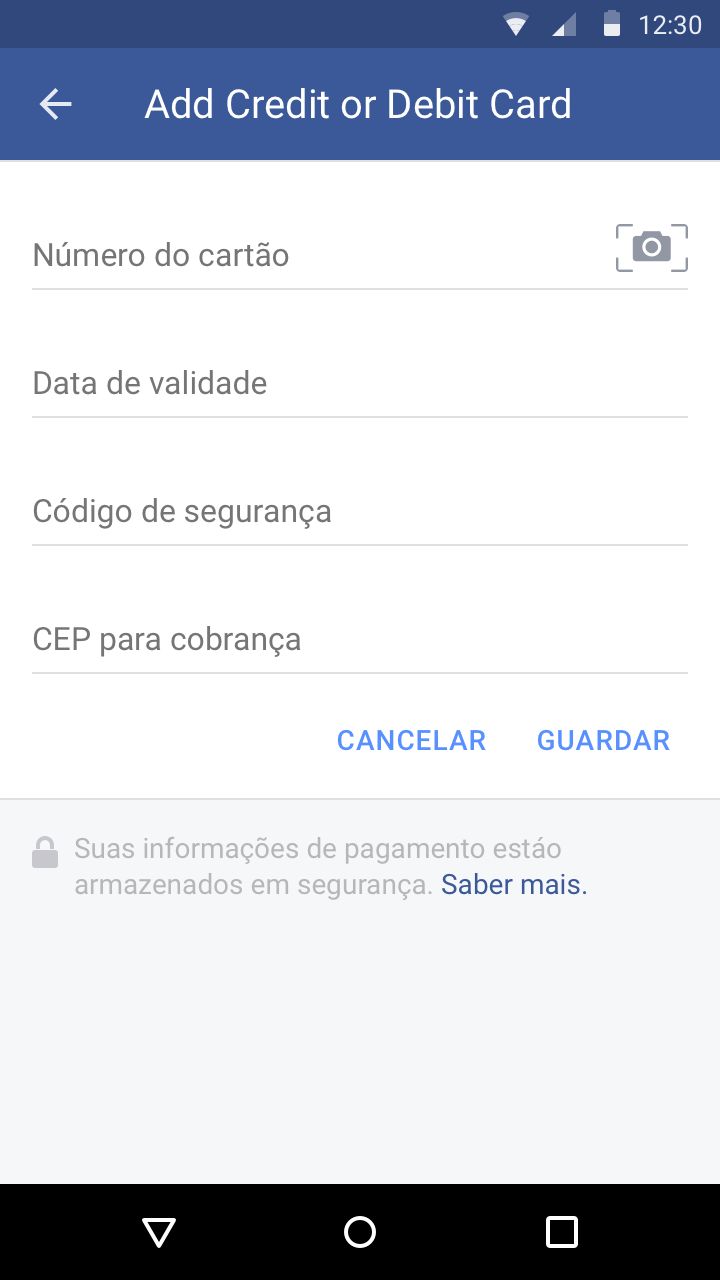 12:30
Add Credit or Debit Card
Número do cartão
Data de validade
Código de segurança
CEP para cobrança
CANCELAR GUARDAR
Suas informações de pagamento estáo
armazenados em segurança. Saber mais.